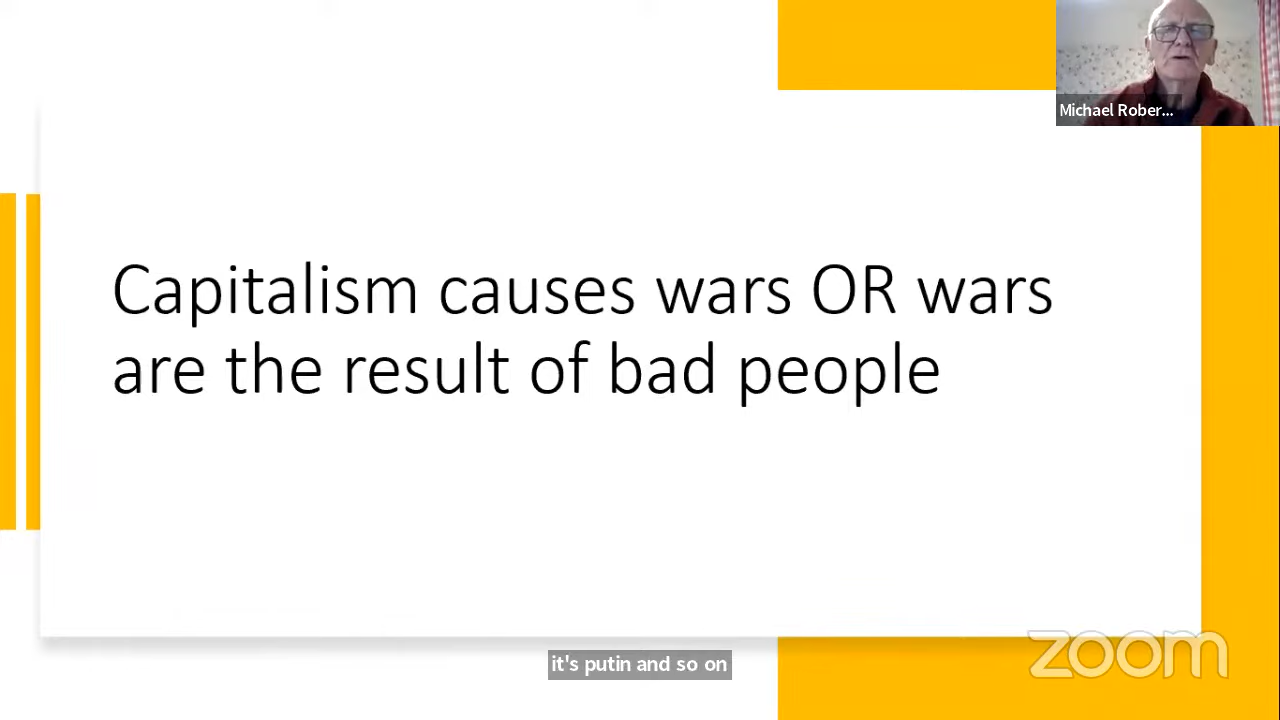 Michael Rober...
Capitalism causes wars OR wars
are the result of bad people
it's putin and so on
zoom